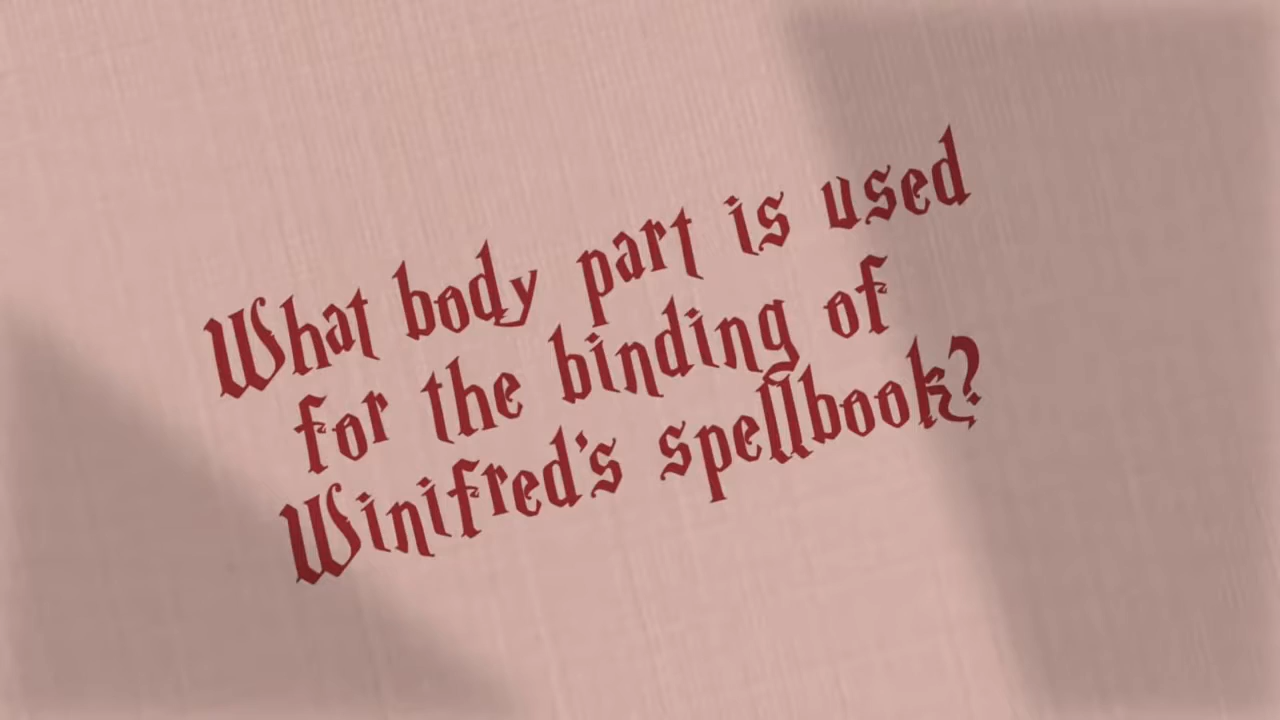 What body part is used
for the binding of
Winifred's spellbook?